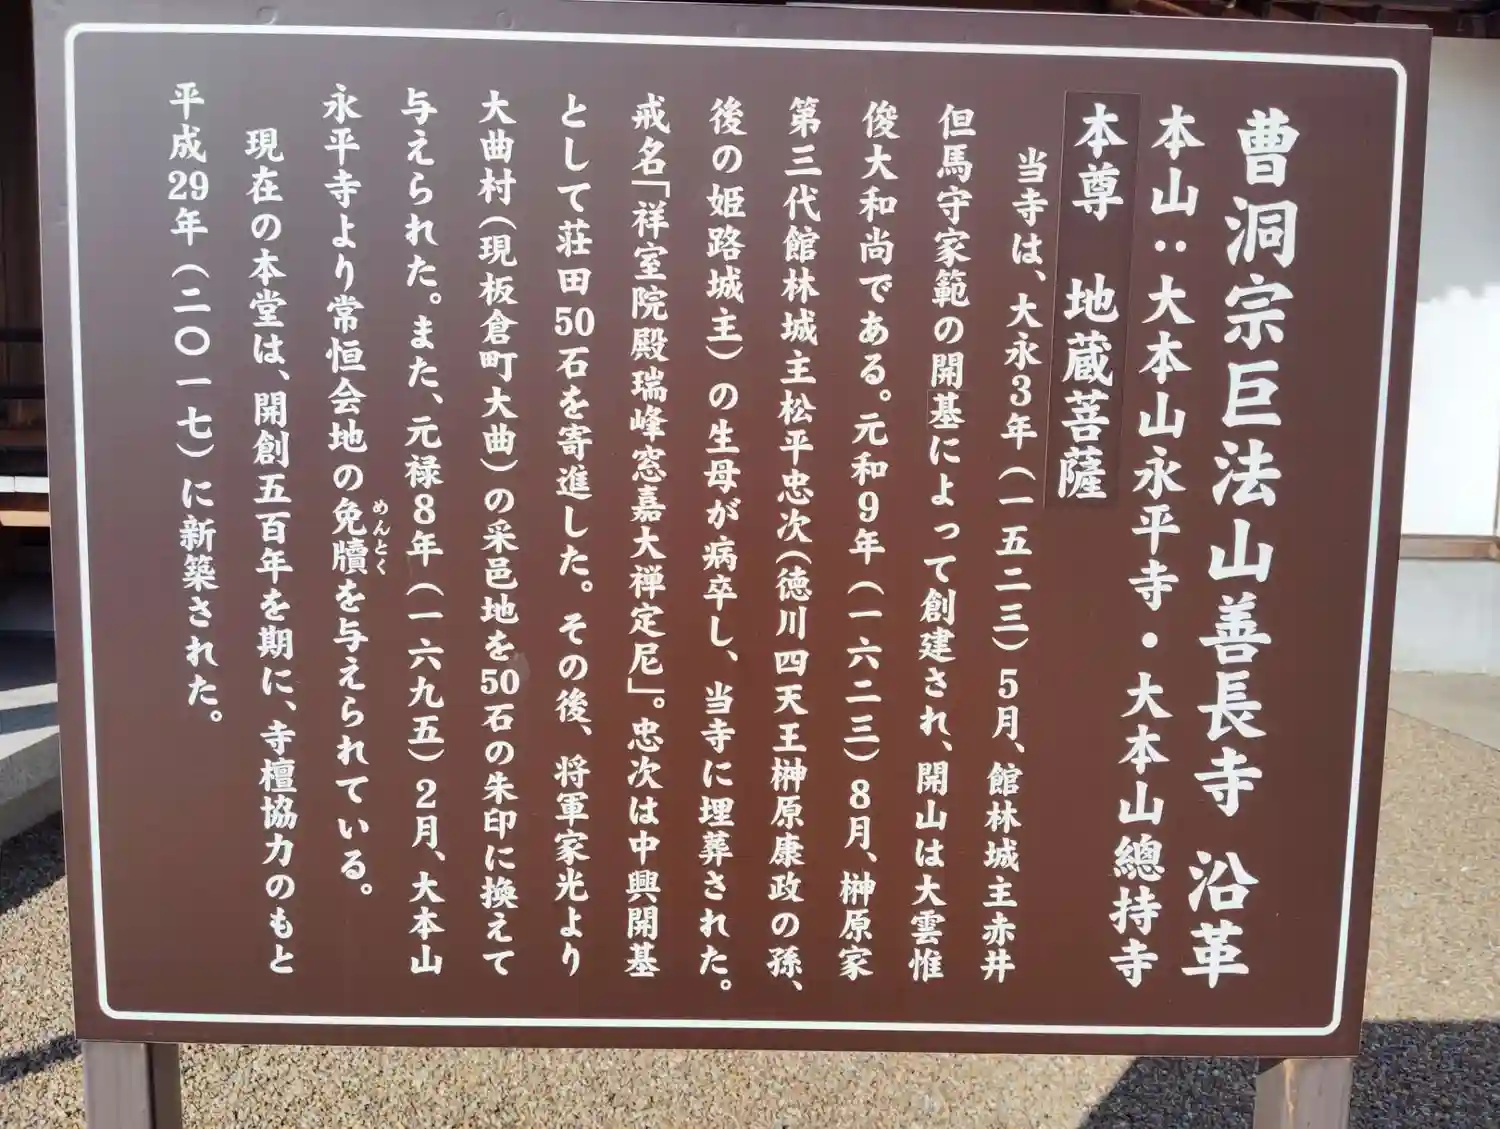 曹洞宗巨法山善長寺 沿革
本山：大本山永平寺・大本山總持寺
本尊　地蔵菩薩
当寺は、大永3年（一五二三）5月、館林城主赤井
但馬守家範の開基によって創建され、開山は大雲惟
俊大和尚である。元和9年（一六二三）8月、榊原家
第三代館林城主松平忠次（徳川四天王榊原康政の孫、
後の姫路城主）の生母が病卒し、当寺に埋葬された。
戒名「祥室院殿瑞峰窓嘉大禅定尼」。忠次は中興開基
として荘田50石を寄進した。その後、将軍家光より
大曲村（現板倉町大曲）の采邑地を50石の朱印に換えて
与えられた。また、元禄8年（一六九五）2月、大本山
永平寺より常恒会地の免牘を与えられている。
めんとく
現在の本堂は、開創五百年を期に、寺檀協力のもと
平成29年（二〇一七）に新築された。